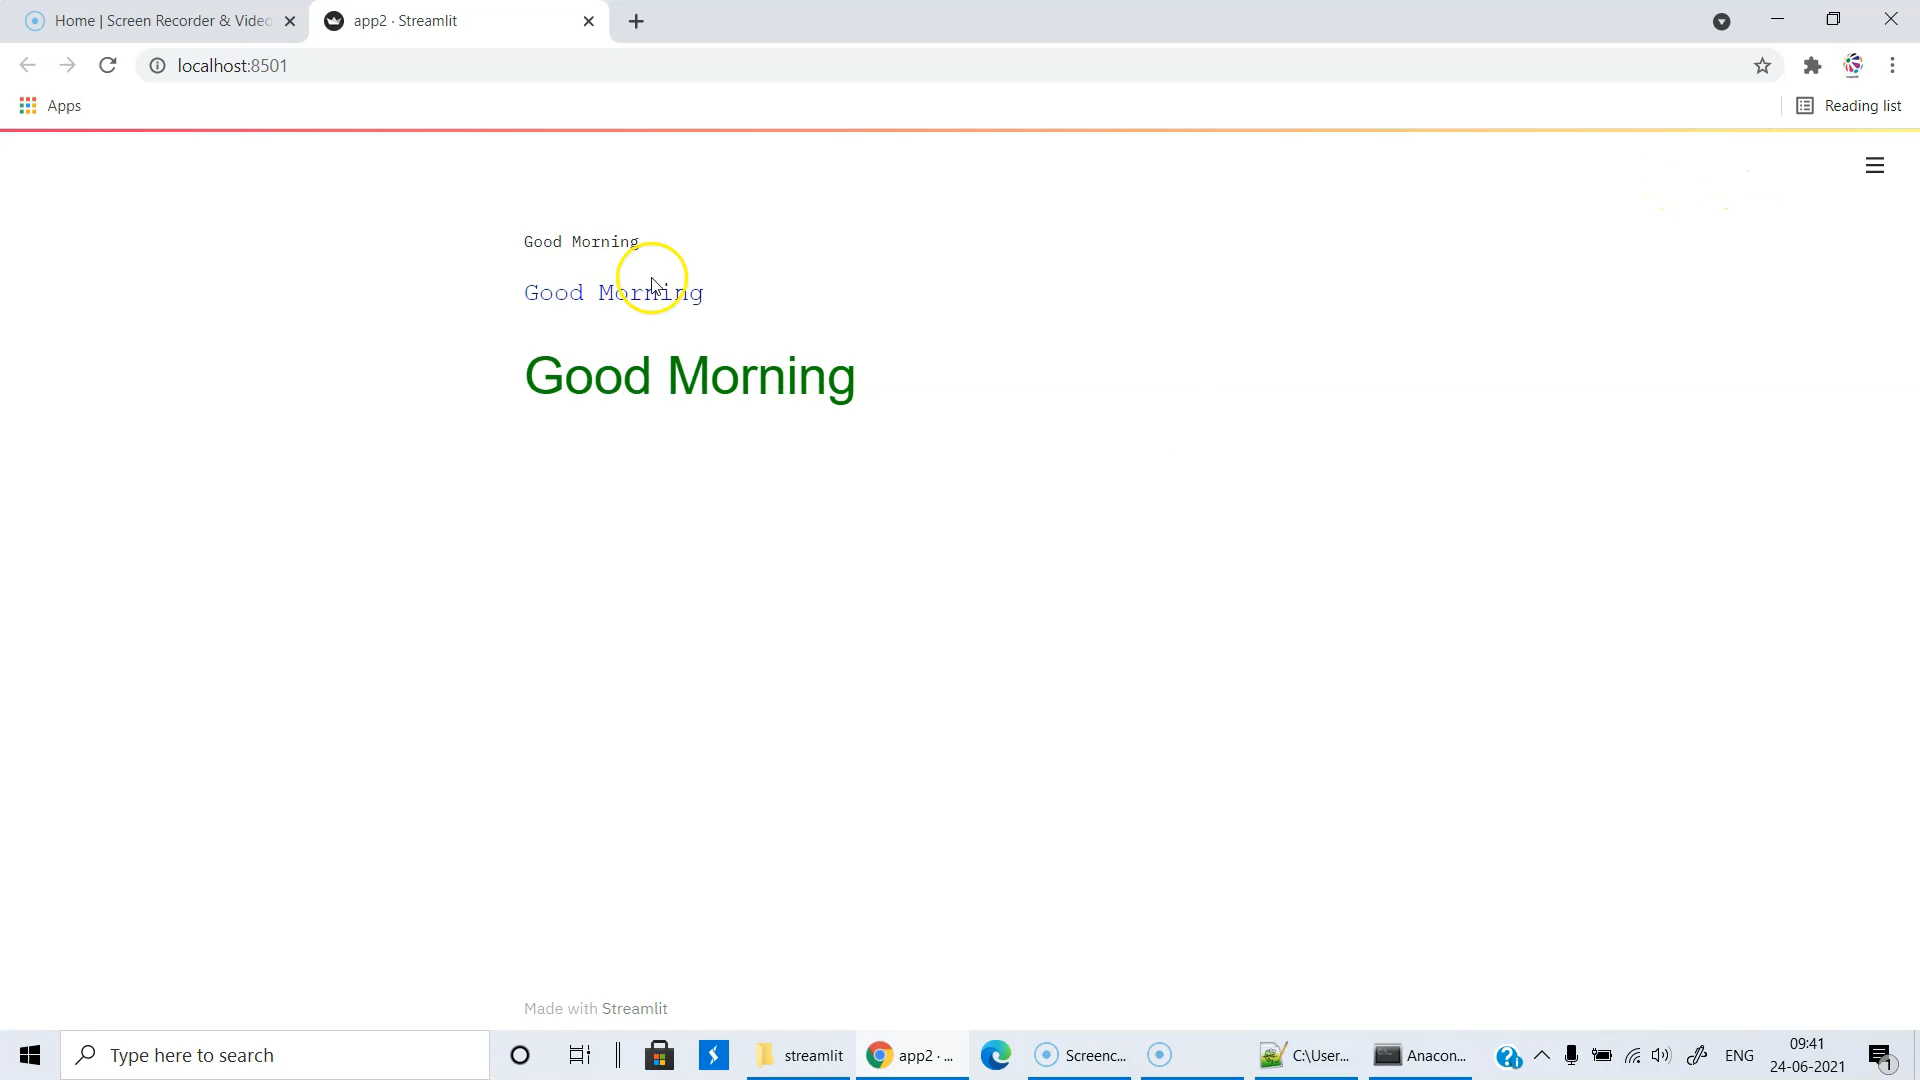 Home | Screen Recorder & Video
app2 · Streamlit
localhost:8501
Apps
Reading list
Good Morning
Good Morning
Good Morning
Made with Streamlit
Type here to search
streamlit
app2 · ...
Screenc...
C:\User...
Anacon...
ENG
09:41
24-06-2021
1